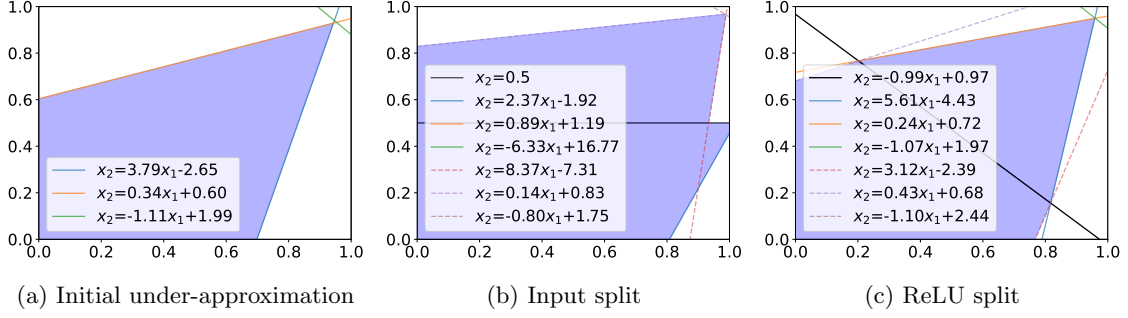 1.0
0.8
0.6
0.4
0.2
0.0
x₂=3.79x₁-2.65
x₂=0.34x₁+0.60
x₂=-1.11x₁+1.99
0.0 0.2 0.4 0.6 0.8 1.0
(a) Initial under-approximation
1.0
0.8
0.6
0.4
0.2
0.0
x₂=0.5
x₂=2.37x₁-1.92
x₂=0.89x₁+1.19
x₂=-6.33x₁+16.77
x₂=8.37x₁-7.31
x₂=0.14x₁+0.83
x₂=-0.80x₁+1.75
0.0 0.2 0.4 0.6 0.8 1.0
(b) Input split
1.0
0.8
0.6
0.4
0.2
0.0
x₂=-0.99x₁+0.97
x₂=5.61x₁-4.43
x₂=0.24x₁+0.72
x₂=-1.07x₁+1.97
x₂=3.12x₁-2.39
x₂=0.43x₁+0.68
x₂=-1.10x₁+2.44
0.0 0.2 0.4 0.6 0.8 1.0
(c) ReLU split